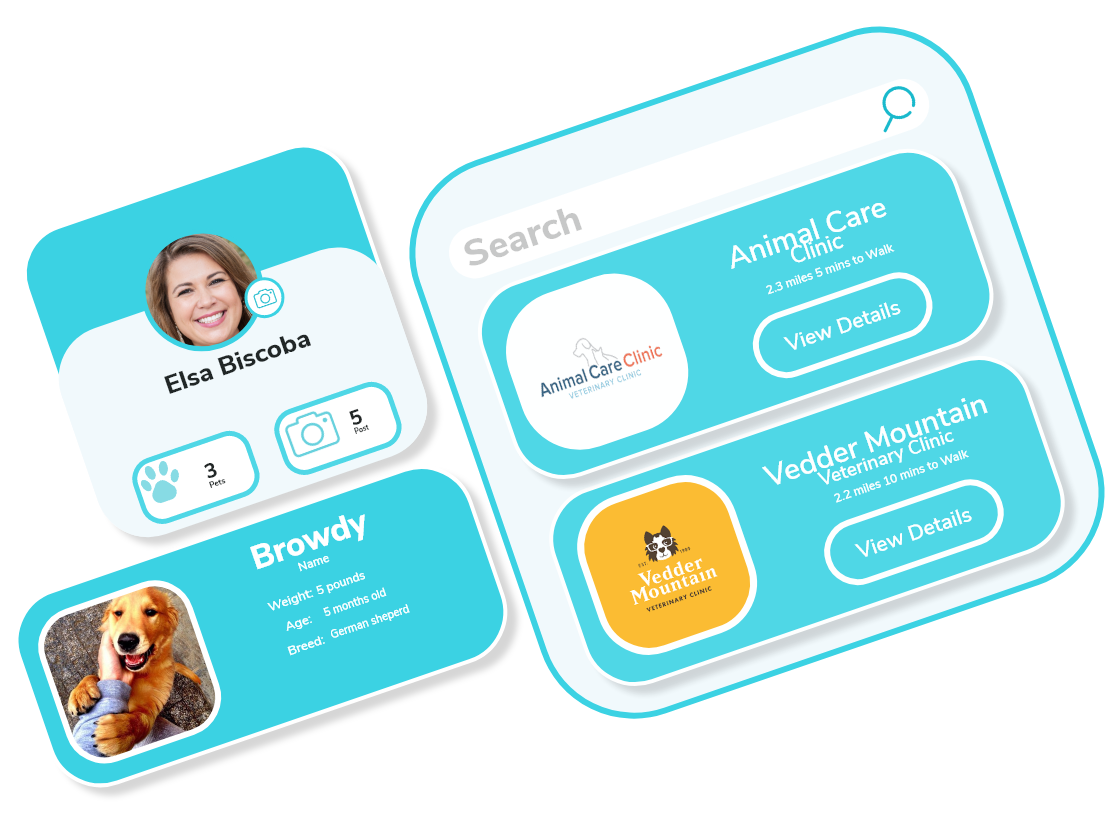 Elsa Biscoba
3
Pets
5
Post
Browdy
Name
Weight: 5 pounds
Age: 5 months old
Breed: German sheperd
Search
Animal Care
Clinic
2.3 miles 5 mins to Walk
View Details
Animal Care Clinic
VETERINARY CLINIC
Vedder Mountain
Veterinary Clinic
2.2 miles 10 mins to Walk
View Details
EST. 1989
Vedder
Mountain
VETERINARY CLINIC